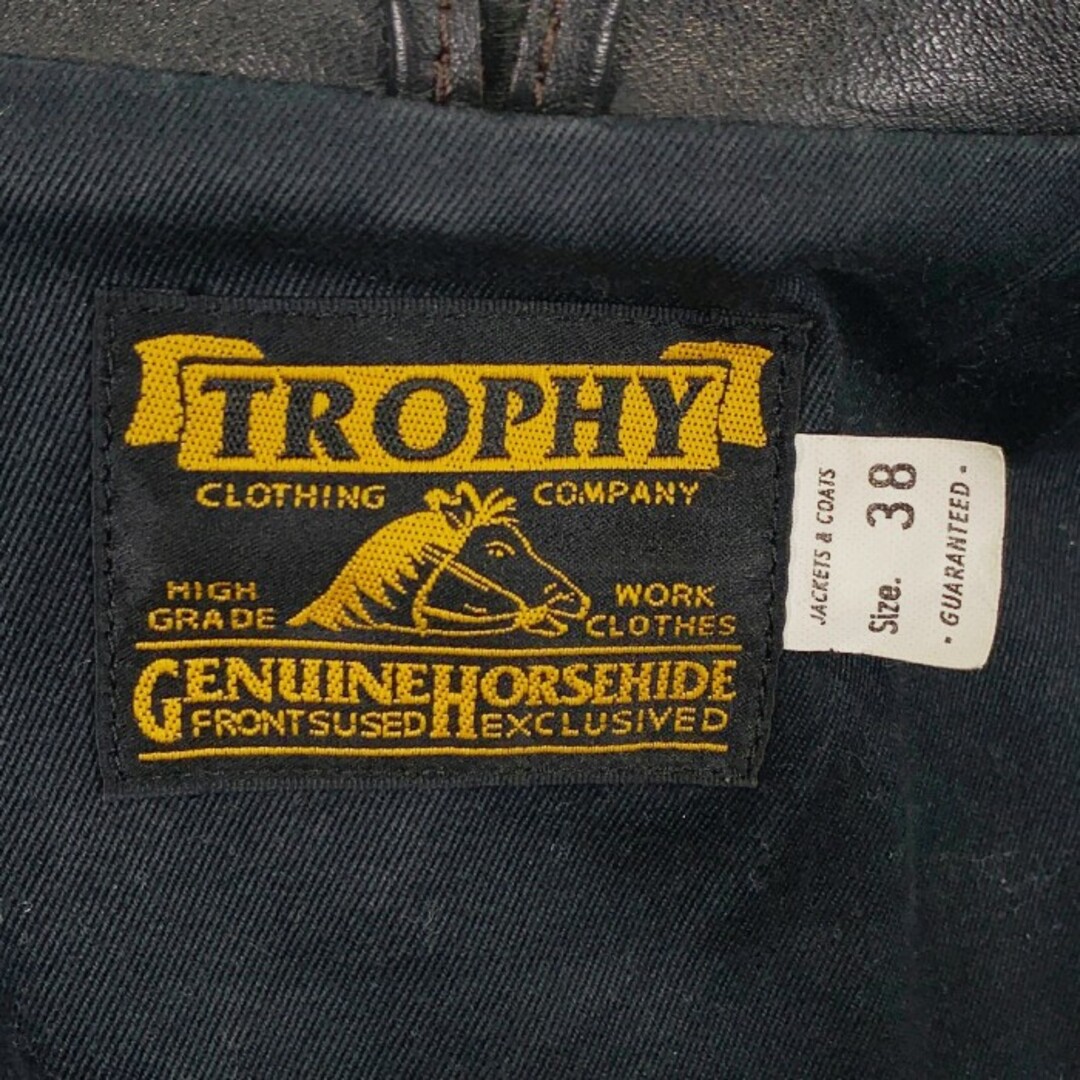 TROPHY
CLOTHING COMPANY
HIGH GRADE
WORK CLOTHES
GENUINE HORSEHIDE
FRONTSUSED EXCLUSIVED
JACKETS & COATS
Size. 38
· GUARANTEED ·